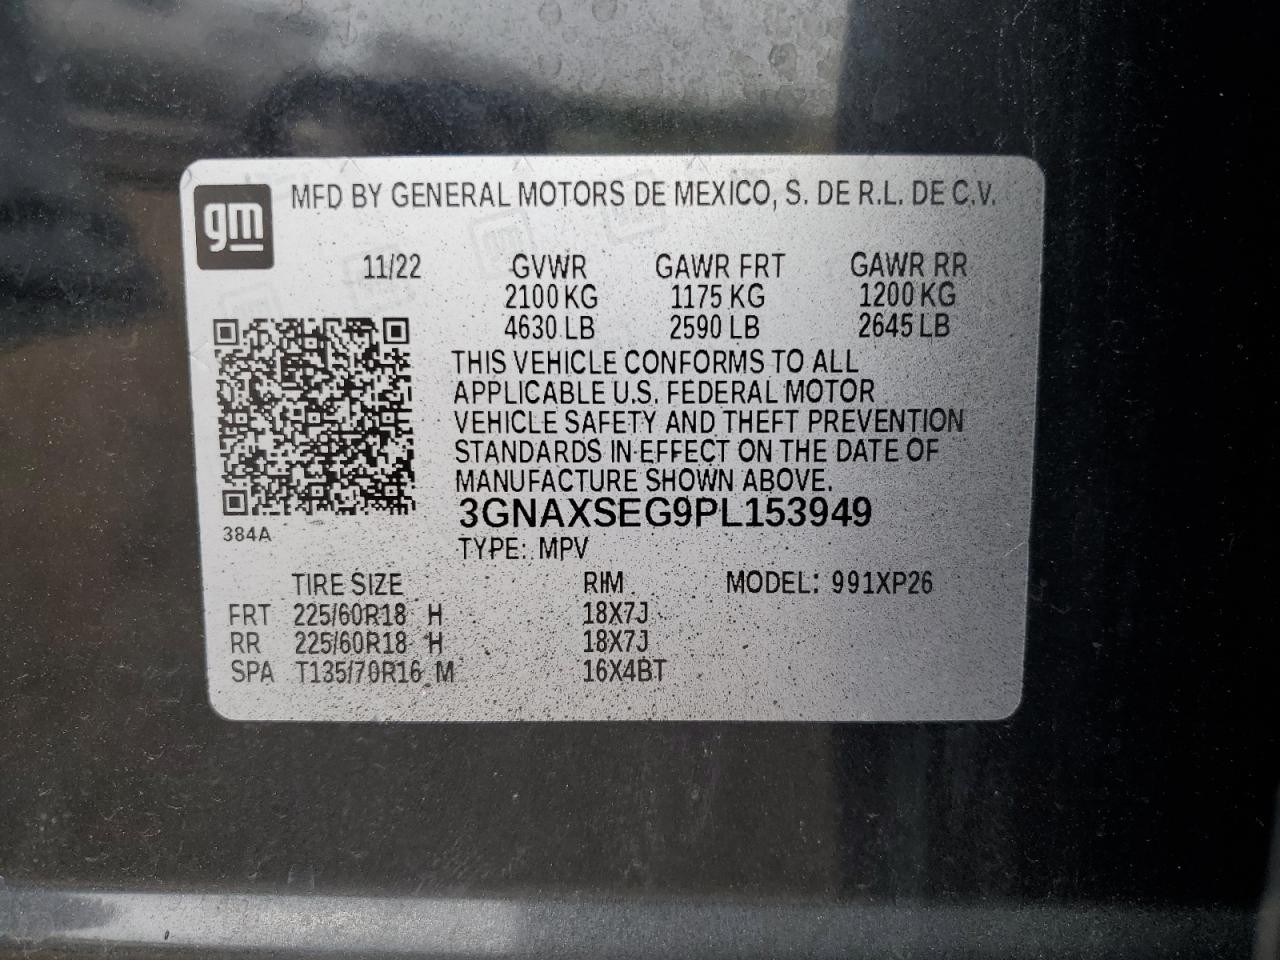 gm
MFD BY GENERAL MOTORS DE MEXICO, S. DE R.L. DE C.V.
11/22 GVWR GAWR FRT GAWR RR
2100 KG 1175 KG 1200 KG
4630 LB 2590 LB 2645 LB
THIS VEHICLE CONFORMS TO ALL
APPLICABLE U.S. FEDERAL MOTOR
VEHICLE SAFETY AND THEFT PREVENTION
STANDARDS IN EFFECT ON THE DATE OF
MANUFACTURE SHOWN ABOVE.
3GNAXSEG9PL153949
384A
TYPE: MPV
TIRE SIZE RIM MODEL: 991XP26
FRT 225/60R18 H 18X7J
RR 225/60R18 H 18X7J
SPA T135/70R16 M 16X4BT